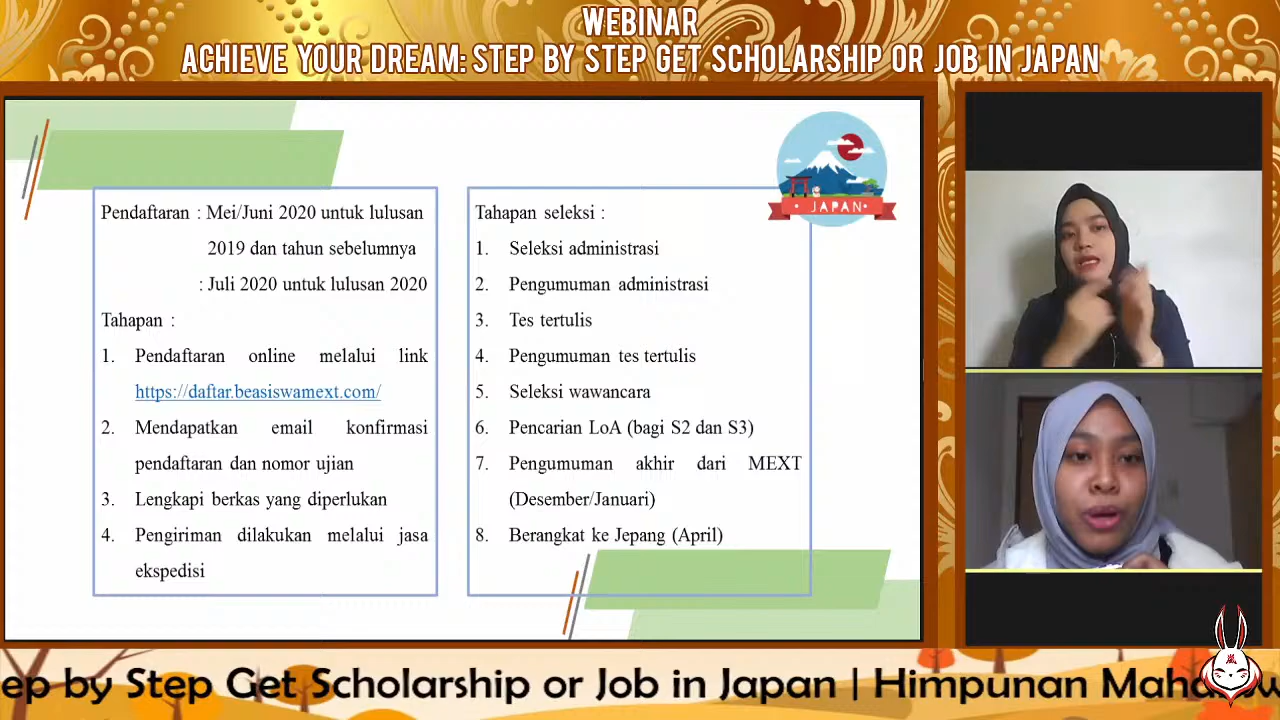 WEBINAR
ACHIEVE YOUR DREAM: STEP BY STEP GET SCHOLARSHIP OR JOB IN JAPAN
Pendaftaran : Mei/Juni 2020 untuk lulusan
2019 dan tahun sebelumnya
: Juli 2020 untuk lulusan 2020
Tahapan :
1. Pendaftaran online melalui link
https://daftar.beasiswamext.com/
2. Mendapatkan email konfirmasi
pendaftaran dan nomor ujian
3. Lengkapi berkas yang diperlukan
4. Pengiriman dilakukan melalui jasa
ekspedisi
JAPAN
Tahapan seleksi :
1. Seleksi administrasi
2. Pengumuman administrasi
3. Tes tertulis
4. Pengumuman tes tertulis
5. Seleksi wawancara
6. Pencarian LoA (bagi S2 dan S3)
7. Pengumuman akhir dari MEXT
(Desember/Januari)
8. Berangkat ke Jepang (April)
ep by Step Get Scholarship or Job in Japan | Himpunan